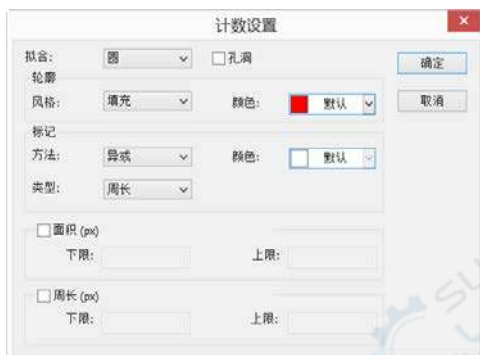 计数设置
拟合: 圆 孔洞 确定
轮廓
风格: 填充 颜色: 默认 取消
标记
方法: 异或 颜色: 默认
类型: 周长
面积 (px)
下限: 上限:
周长 (px)
下限: 上限: